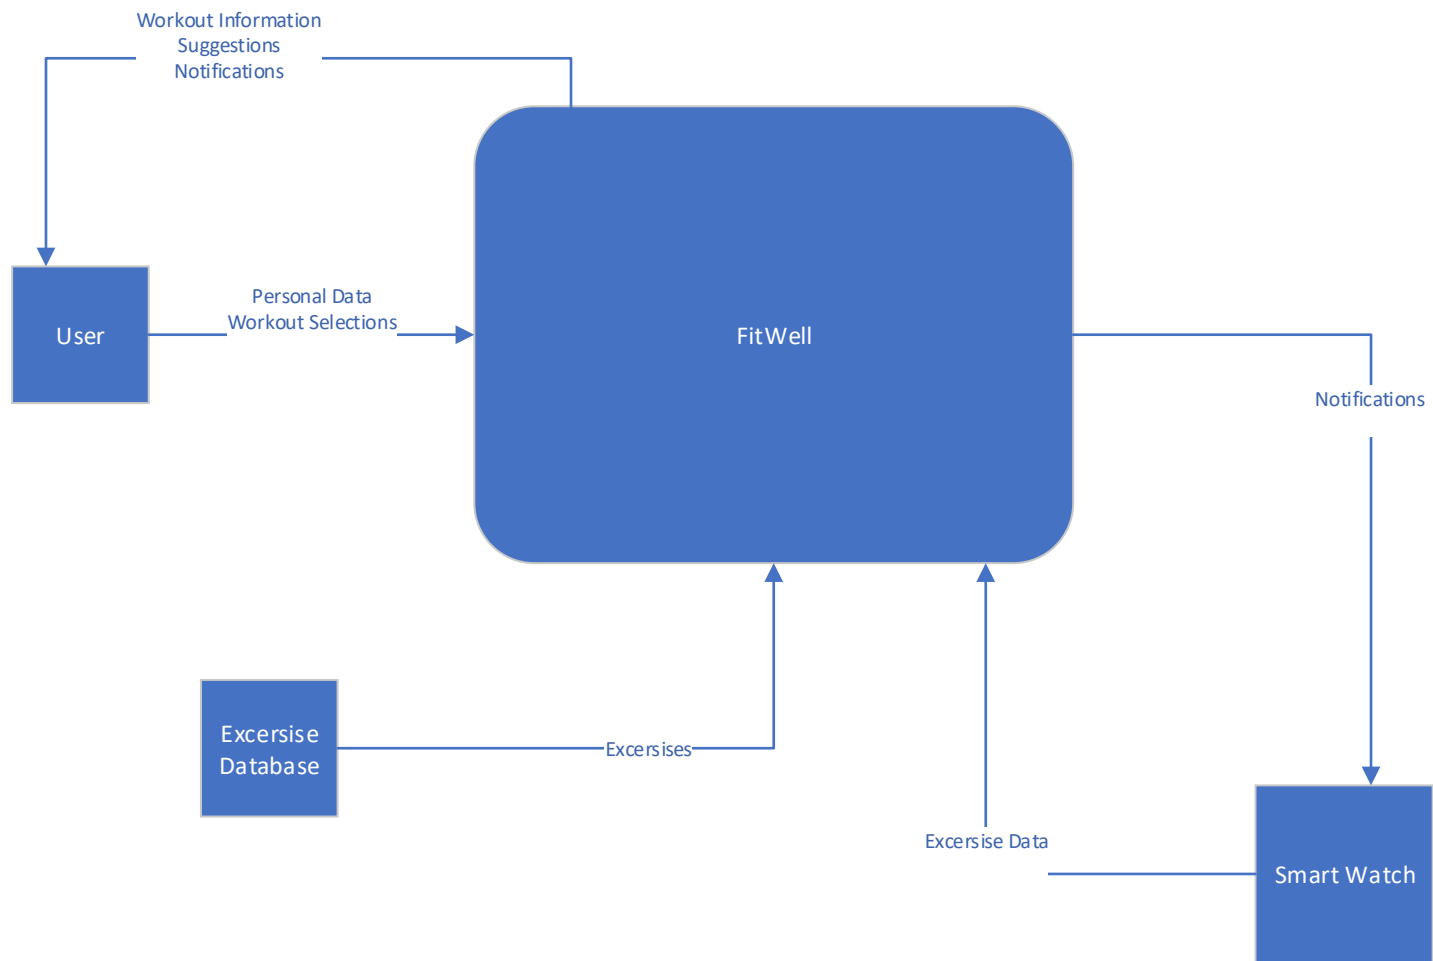 Workout Information
Suggestions
Notifications
Personal Data
Workout Selections
User
FitWell
Notifications
Excersise
Database
Excersises
Excersise Data
Smart Watch